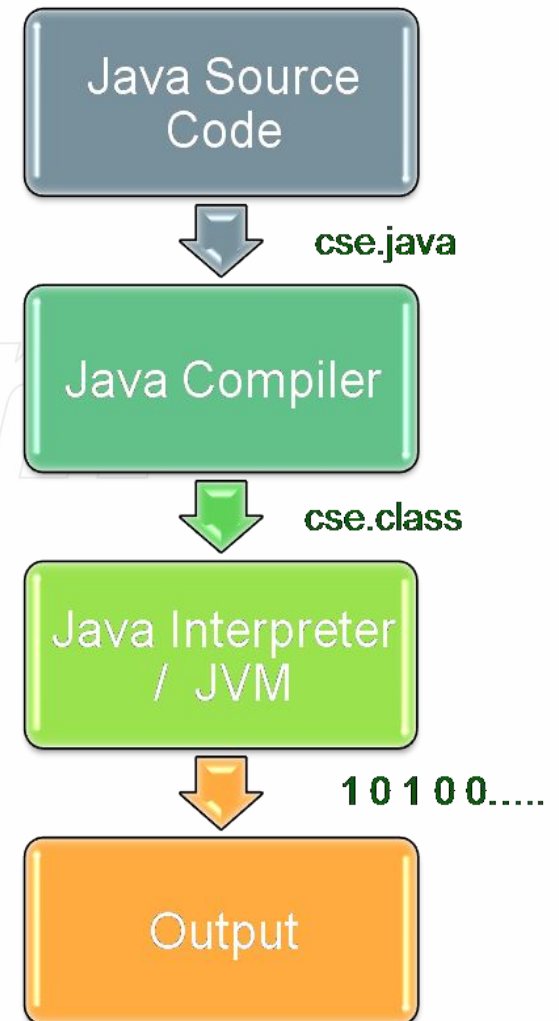 Java Source
Code
cse.java
Java Compiler
cse.class
Java Interpreter
/ JVM
1 0 1 0 0.....
Output